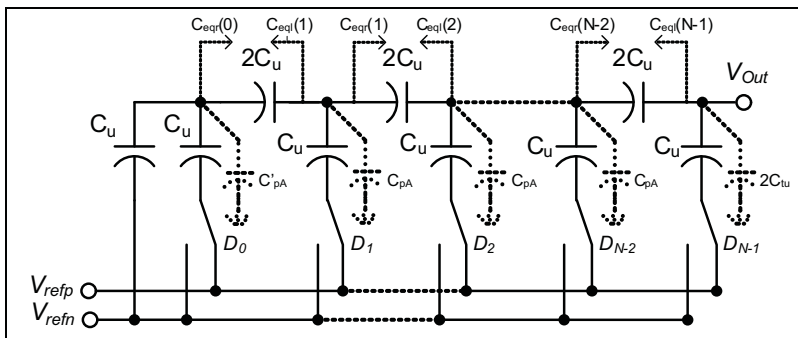 Ceqr(0) Ceql(1) Ceqr(1) Ceql(2) Ceqr(N-2) Ceql(N-1)
2Cu 2Cu 2Cu VOut
Cu Cu Cu Cu Cu Cu
C'pA CpA CpA CpA 2Ctu
D0 D1 D2 DN-2 DN-1
Vrefp
Vrefn